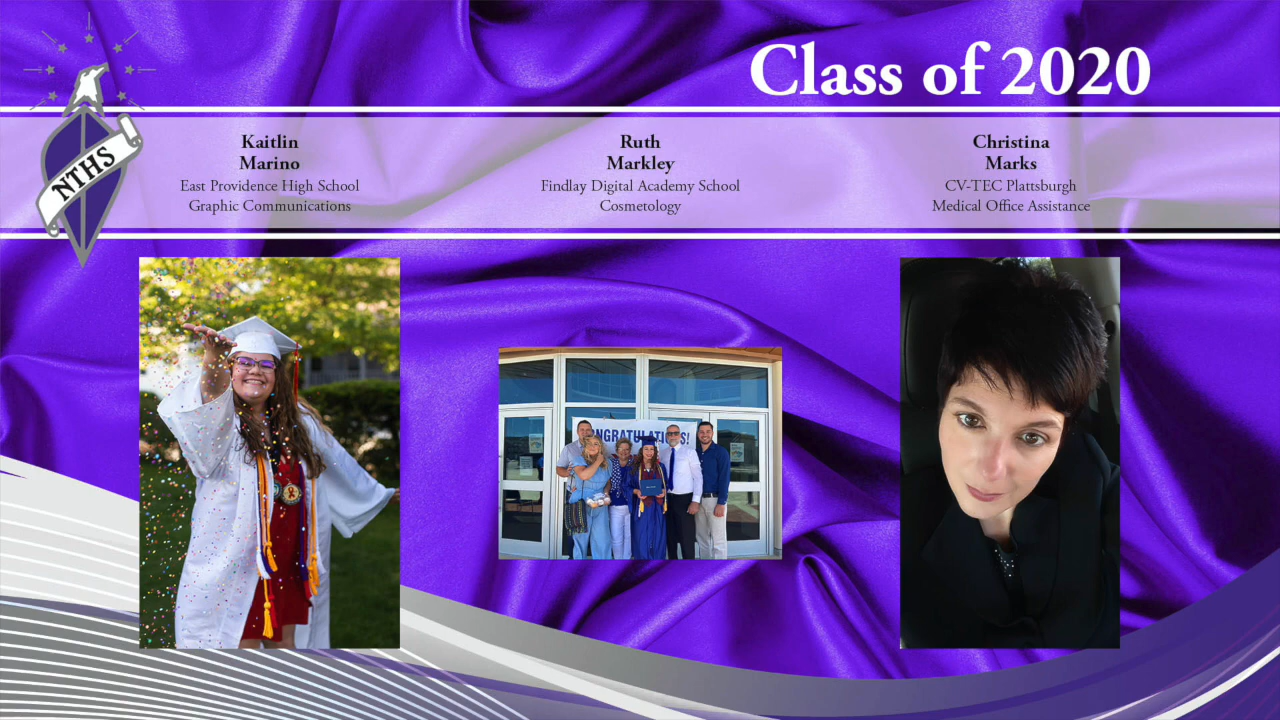 Class of 2020
NTHS
Kaitlin
Marino
East Providence High School
Graphic Communications
Ruth
Markley
Findlay Digital Academy School
Cosmetology
Christina
Marks
CV-TEC Plattsburgh
Medical Office Assistance
CONGRATULATIONS!